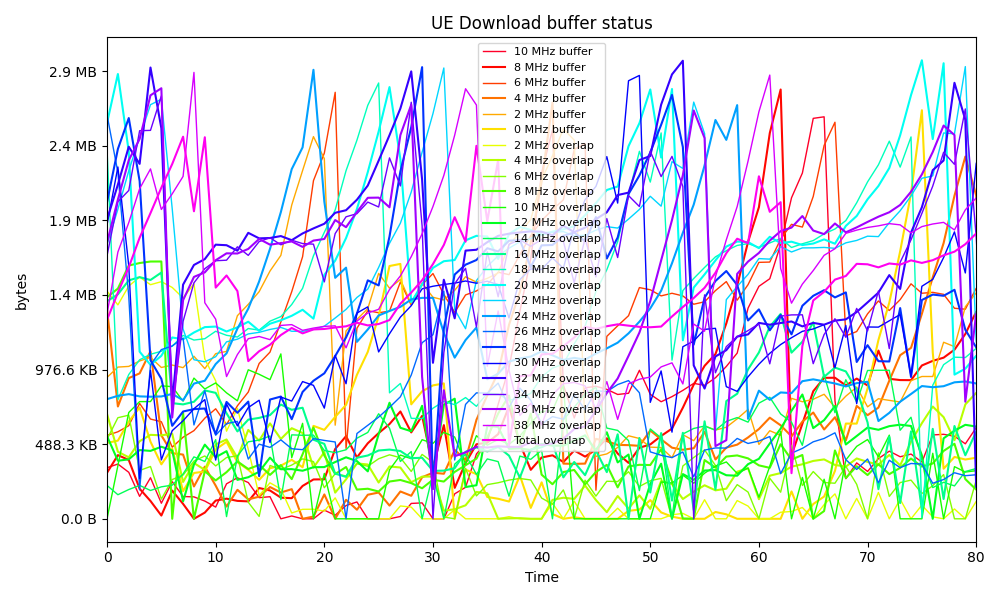 UE Download buffer status
bytes
2.9 MB
2.4 MB
1.9 MB
1.4 MB
976.6 KB
488.3 KB
0.0 B
10 MHz buffer
8 MHz buffer
6 MHz buffer
4 MHz buffer
2 MHz buffer
0 MHz buffer
2 MHz overlap
4 MHz overlap
6 MHz overlap
8 MHz overlap
10 MHz overlap
12 MHz overlap
14 MHz overlap
16 MHz overlap
18 MHz overlap
20 MHz overlap
22 MHz overlap
24 MHz overlap
26 MHz overlap
28 MHz overlap
30 MHz overlap
32 MHz overlap
34 MHz overlap
36 MHz overlap
38 MHz overlap
Total overlap
0 10 20 30 40 50 60 70 80
Time